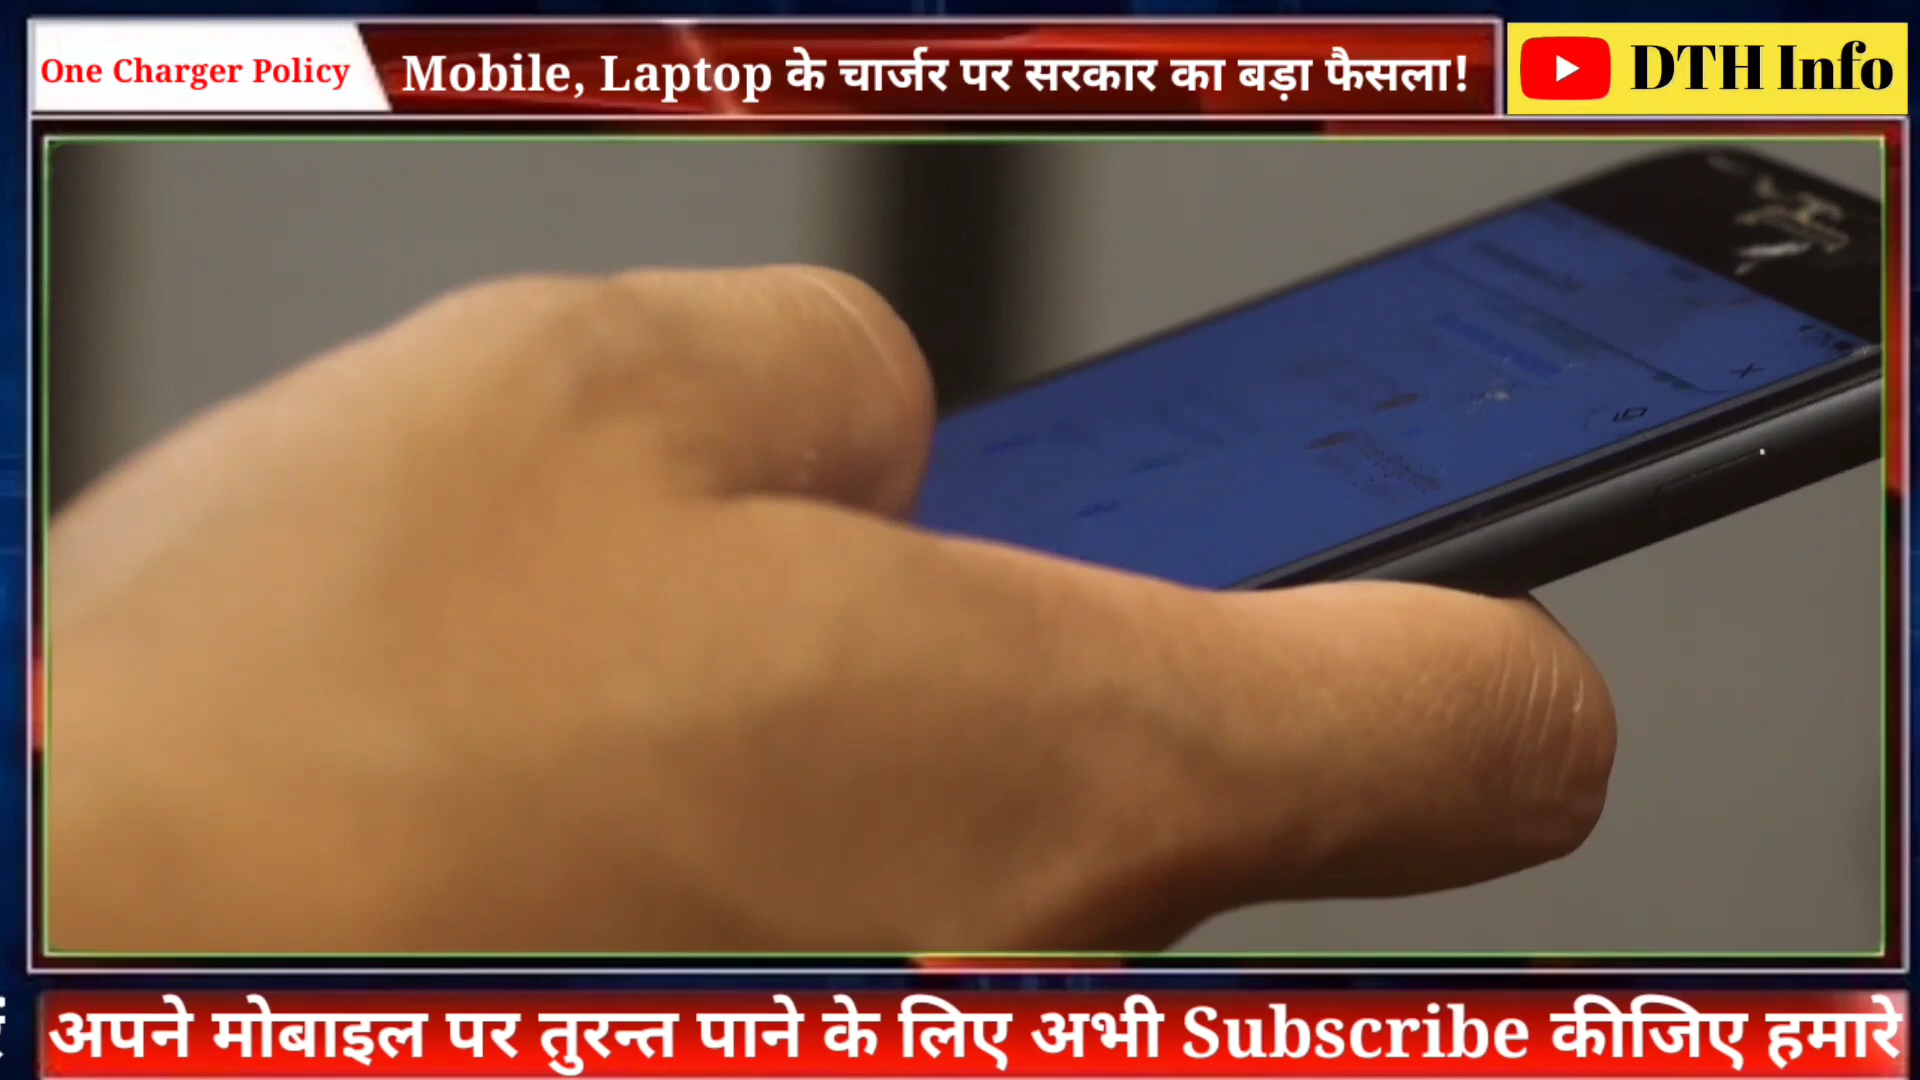 One Charger Policy
Mobile, Laptop के चार्जर पर सरकार का बड़ा फैसला!
DTH Info
अपने मोबाइल पर तुरन्त पाने के लिए अभी Subscribe कीजिए हमारे